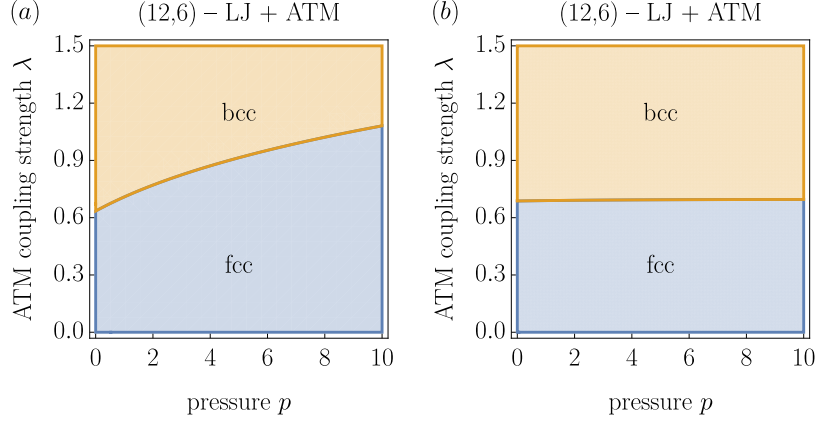 (a) (12,6) – LJ + ATM
ATM coupling strength λ
1.5
1.2
0.9
0.6
0.3
0.0
bcc
fcc
0 2 4 6 8 10
pressure p
(b) (12,6) – LJ + ATM
ATM coupling strength λ
1.5
1.2
0.9
0.6
0.3
0.0
bcc
fcc
0 2 4 6 8 10
pressure p